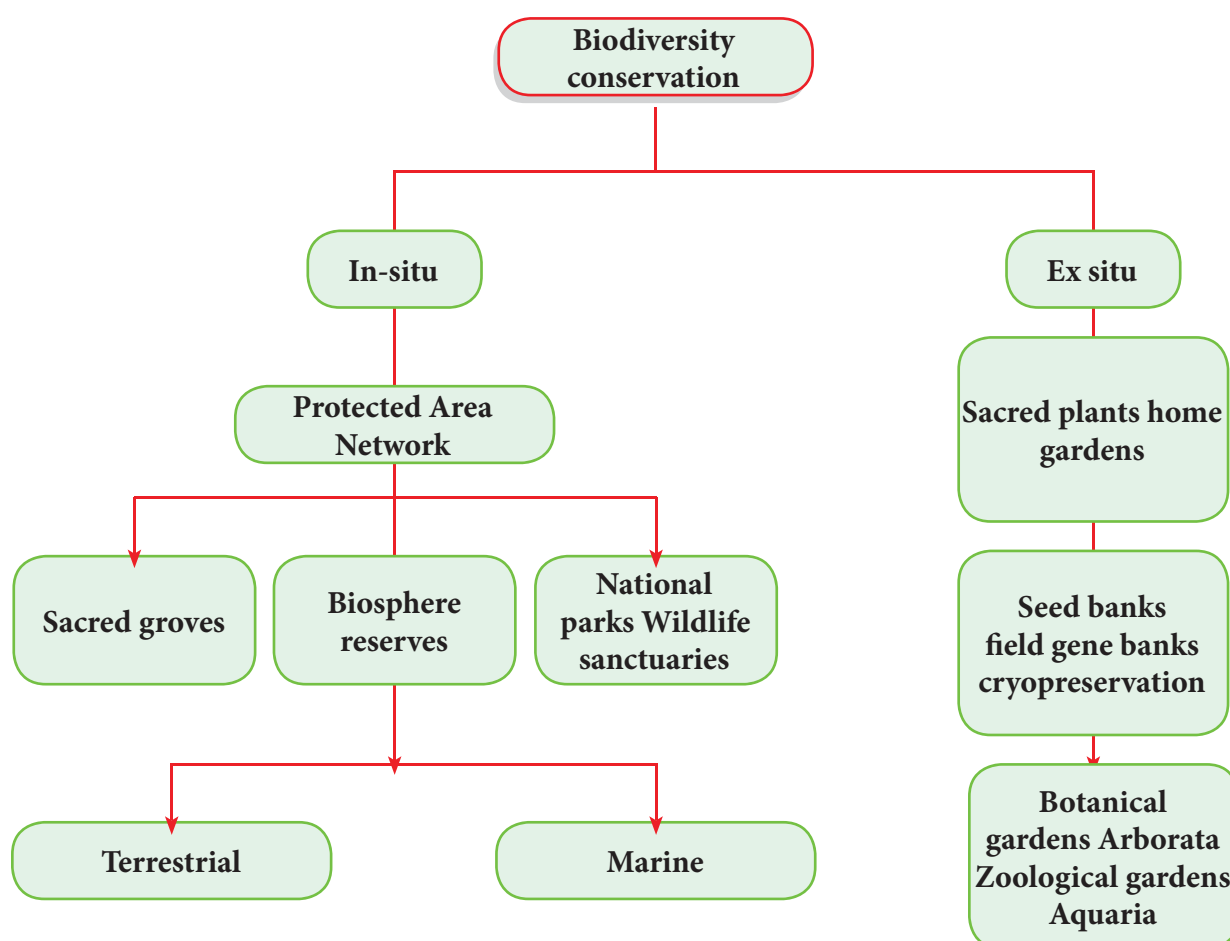 Biodiversity
conservation
In-situ
Ex situ
Protected Area
Network
Sacred plants home
gardens
Sacred groves
Biosphere
reserves
National
parks Wildlife
sanctuaries
Seed banks
field gene banks
cryopreservation
Terrestrial
Marine
Botanical
gardens Arborata
Zoological gardens
Aquaria